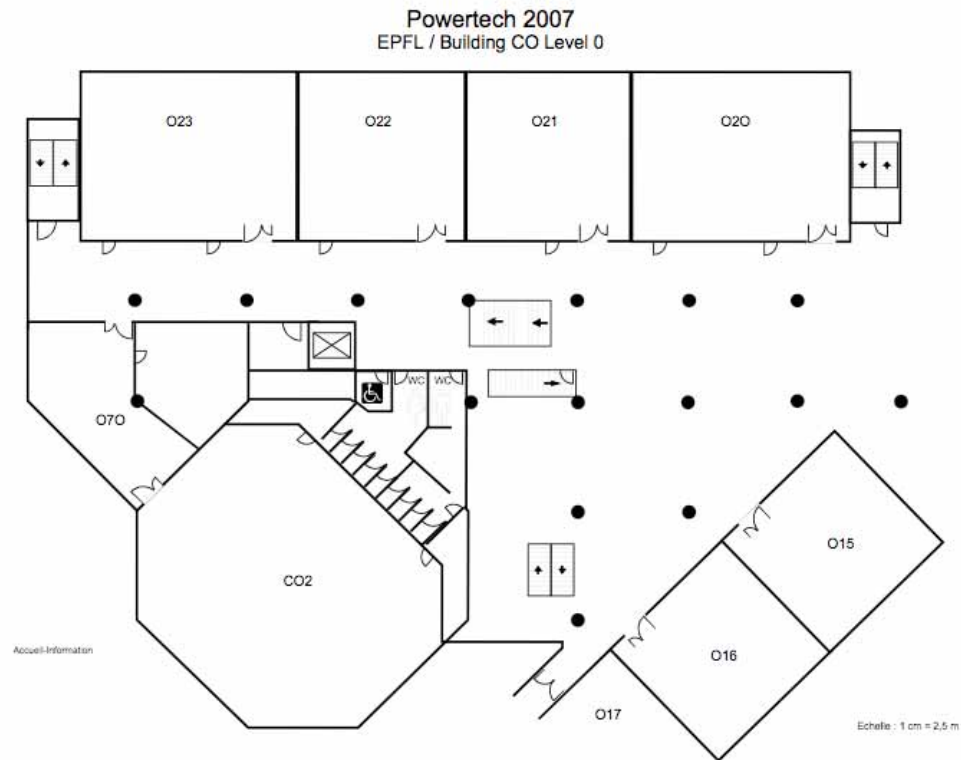 Powertech 2007
EPFL / Building CO Level 0
O23
O22
O21
O2O
WC
WC
O7O
O15
CO2
Accueil-Information
O16
O17
Echelle : 1 cm = 2,5 m